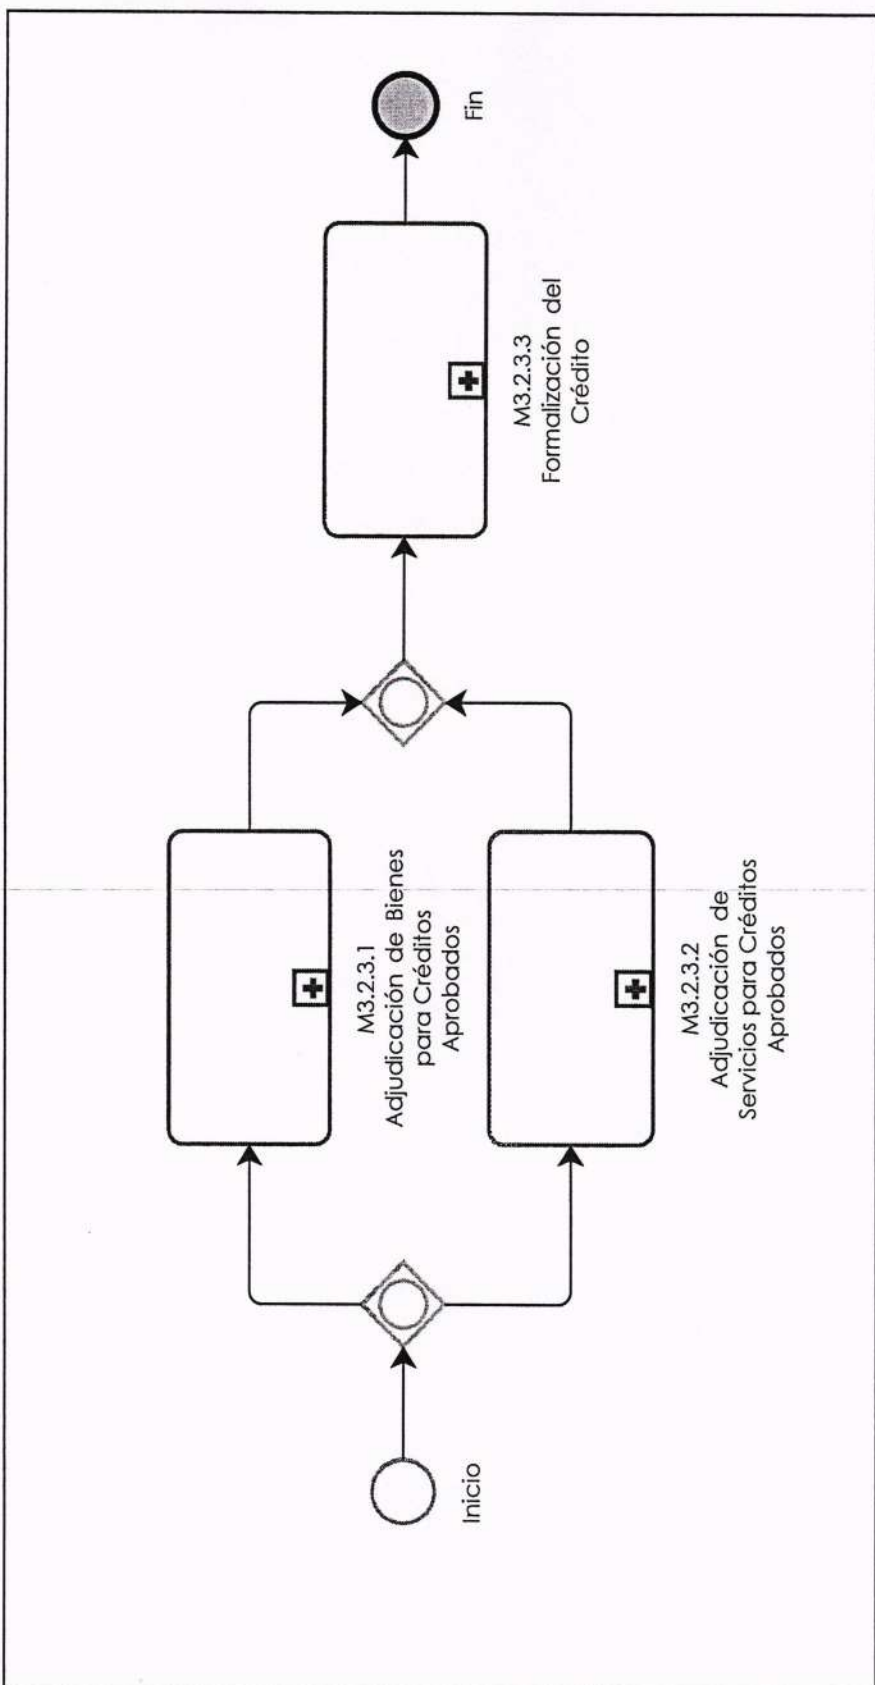 Inicio
M3.2.3.1
Adjudicación de Bienes
para Créditos
Aprobados
M3.2.3.2
Adjudicación de
Servicios para Créditos
Aprobados
M3.2.3.3
Formalización del
Crédito
Fin